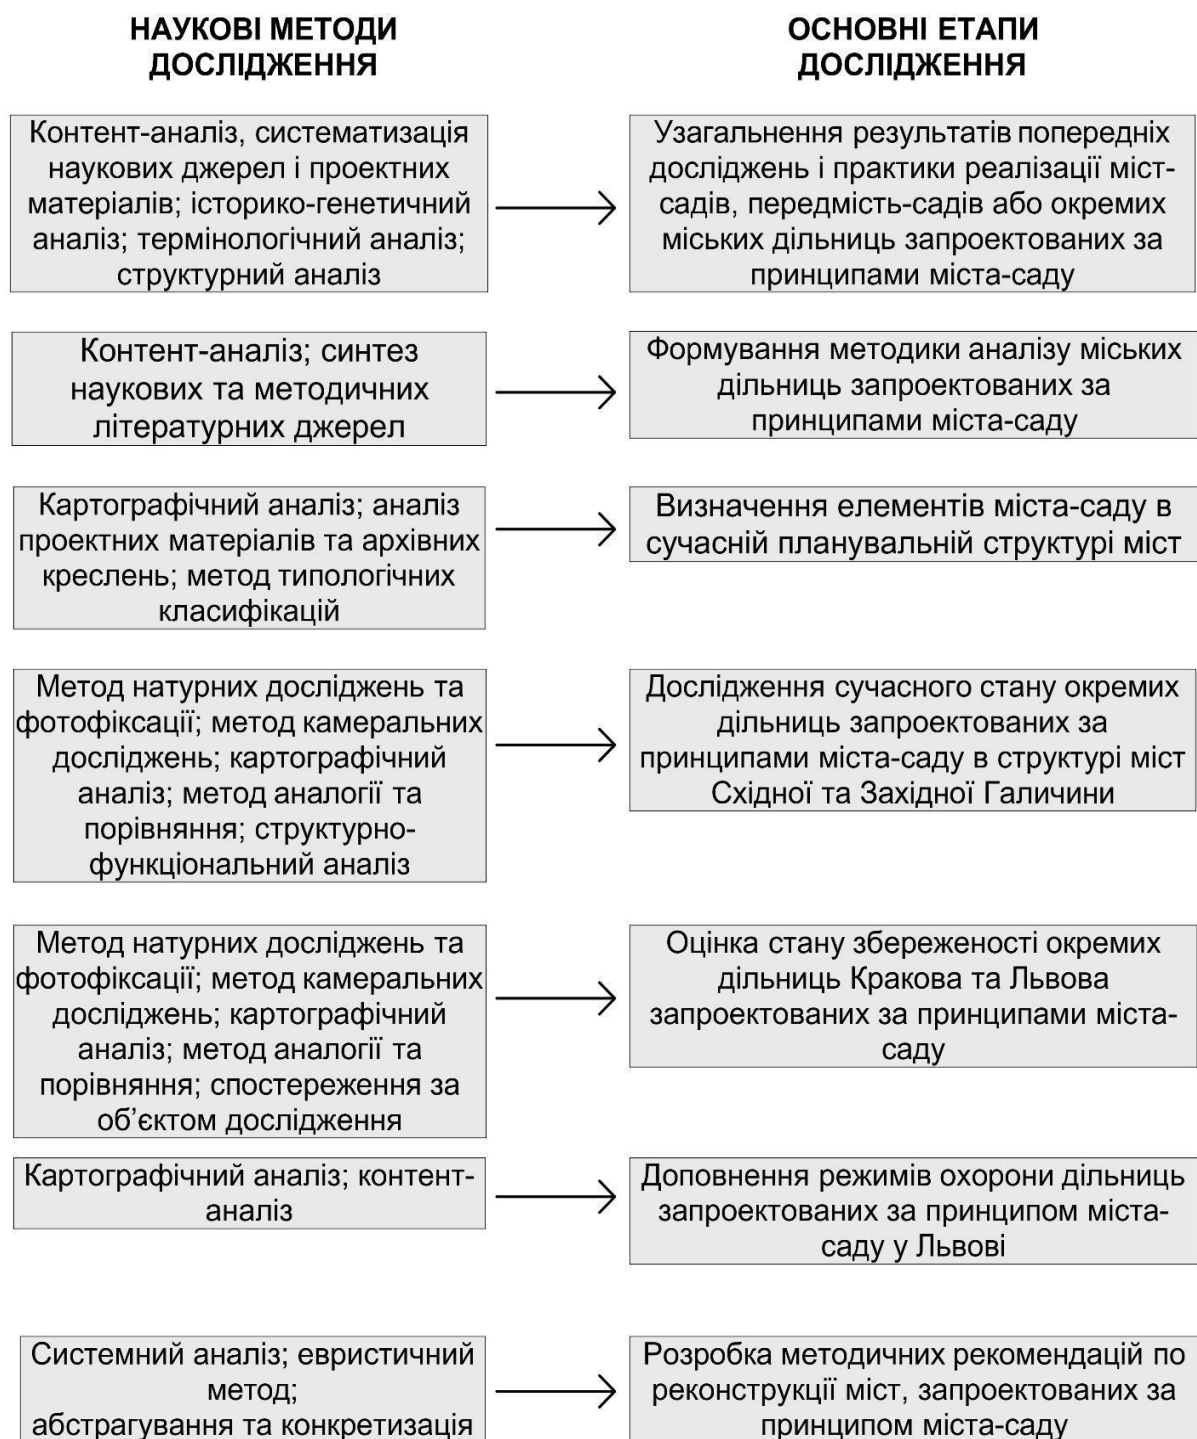 НАУКОВІ МЕТОДИ
ДОСЛІДЖЕННЯ
ОСНОВНІ ЕТАПИ
ДОСЛІДЖЕННЯ
Контент-аналіз, систематизація
наукових джерел і проектних
матеріалів; історико-генетичний
аналіз; термінологічний аналіз;
структурний аналіз
Узагальнення результатів попередніх
досліджень і практики реалізації міст-
садів, передмість-садів або окремих
міських дільниць запроектованих за
принципами міста-саду
Контент-аналіз; синтез
наукових та методичних
літературних джерел
Формування методики аналізу міських
дільниць запроектованих за
принципами міста-саду
Картографічний аналіз; аналіз
проектних матеріалів та архівних
креслень; метод типологічних
класифікацій
Визначення елементів міста-саду в
сучасній планувальній структурі міст
Метод натурних досліджень та
фотофіксації; метод камеральних
досліджень; картографічний
аналіз; метод аналогії та
порівняння; структурно-
функціональний аналіз
Дослідження сучасного стану окремих
дільниць запроектованих за
принципами міста-саду в структурі міст
Східної та Західної Галичини
Метод натурних досліджень та
фотофіксації; метод камеральних
досліджень; картографічний
аналіз; метод аналогії та
порівняння; спостереження за
об’єктом дослідження
Оцінка стану збереженості окремих
дільниць Кракова та Львова
запроектованих за принципами міста-
саду
Картографічний аналіз; контент-
аналіз
Доповнення режимів охорони дільниць
запроектованих за принципом міста-
саду у Львові
Системний аналіз; евристичний
метод;
абстрагування та конкретизація
Розробка методичних рекомендацій по
реконструкції міст, запроектованих за
принципом міста-саду